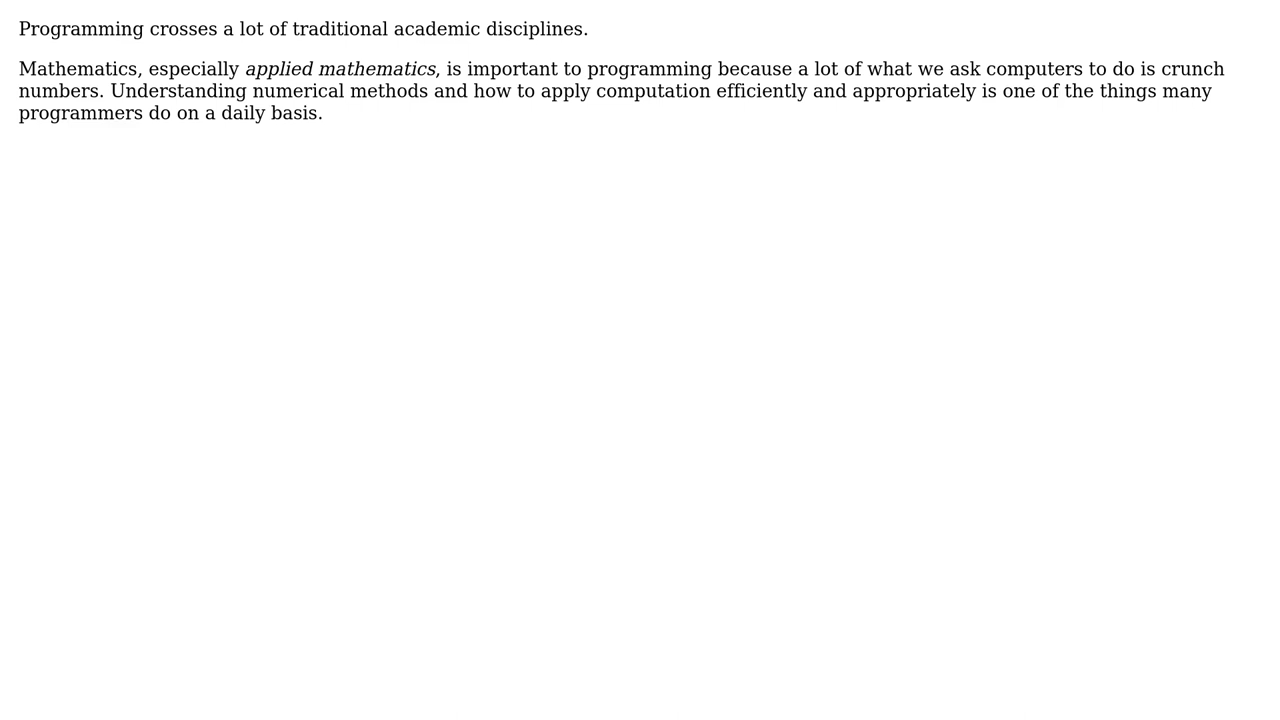 Programming crosses a lot of traditional academic disciplines.
Mathematics, especially applied mathematics, is important to programming because a lot of what we ask computers to do is crunch
numbers. Understanding numerical methods and how to apply computation efficiently and appropriately is one of the things many
programmers do on a daily basis.